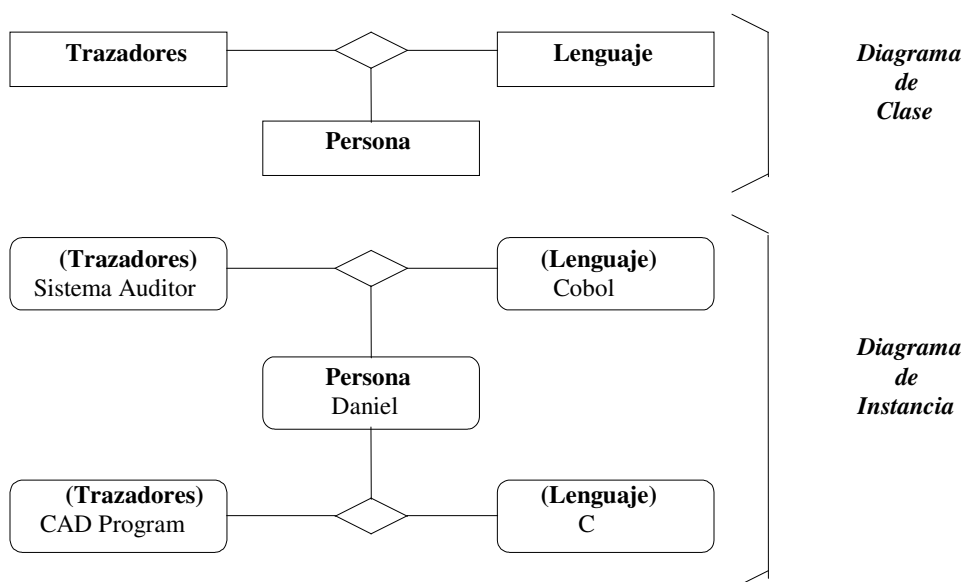 Trazadores
Lenguaje
Persona
Diagrama
de
Clase
(Trazadores)
Sistema Auditor
(Lenguaje)
Cobol
Persona
Daniel
Diagrama
de
Instancia
(Trazadores)
CAD Program
(Lenguaje)
C